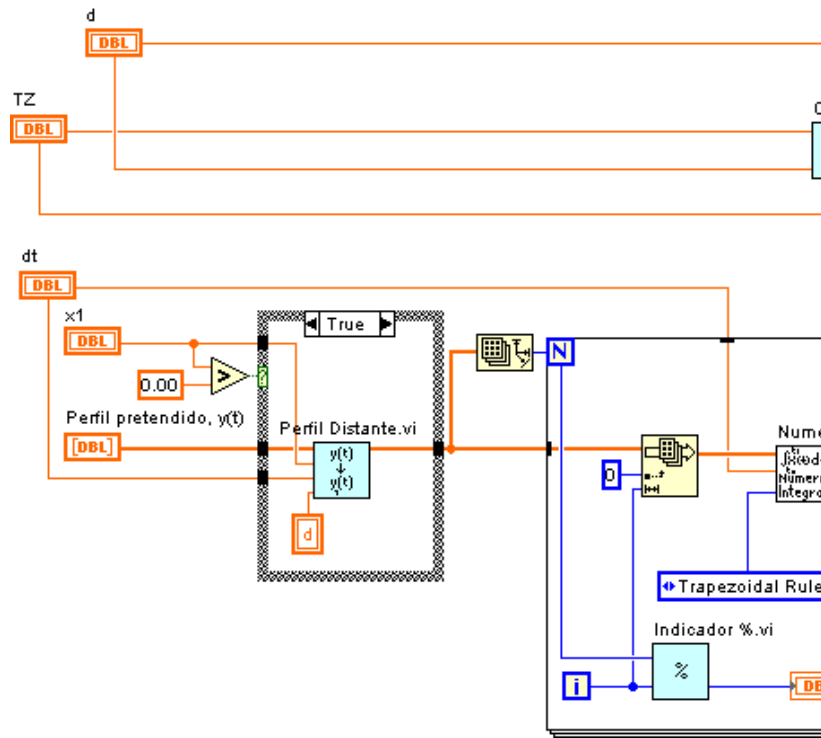 d
DBL
TZ
DBL
dt
DBL
x1
DBL
True
N
>
?
0.00
Perfil pretendido, y(t)
[DBL]
Perfil Distante.vi
y(t)
d
0
Trapezoidal Rule
Indicador %.vi
%
i